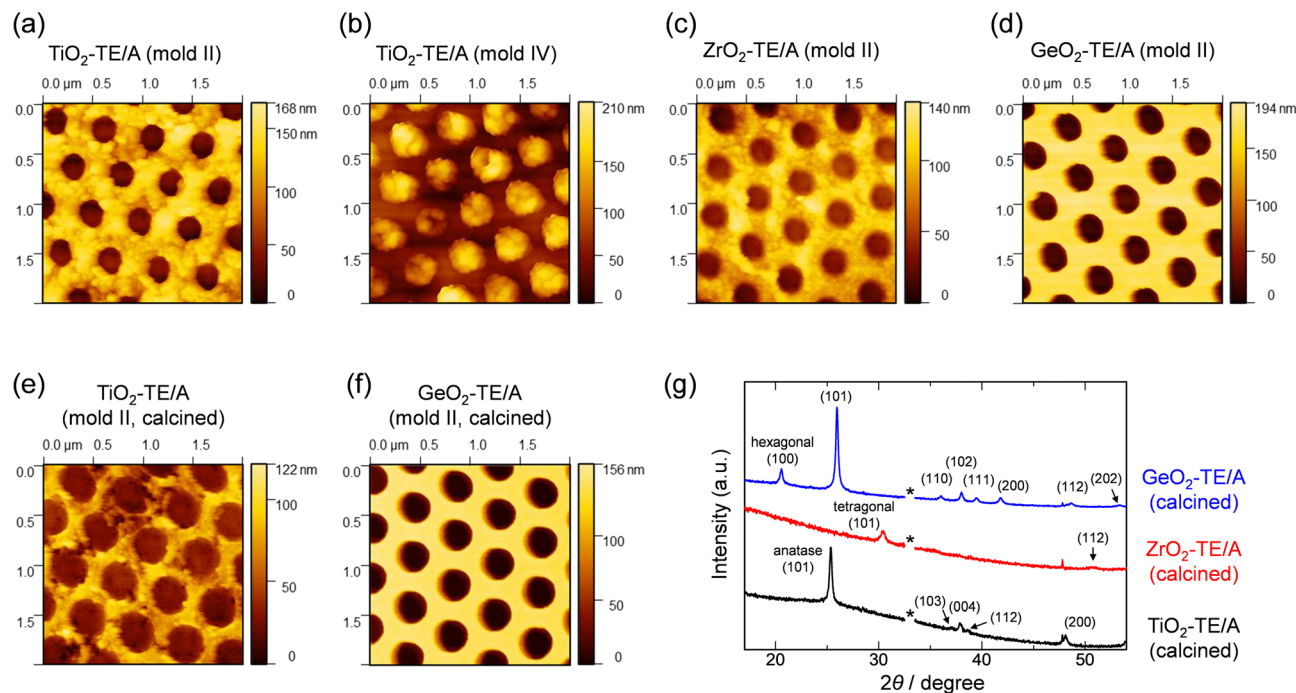 (a)
TiO₂-TE/A (mold II)
0.0 µm 1.0
0.5 1.5
0.0
0.5
1.0
1.5
168 nm
150 nm
100
50
0
(b)
TiO₂-TE/A (mold IV)
0.0 µm 1.0
0.5 1.5
0.0
0.5
1.0
1.5
210 nm
150
100
50
0
(c)
ZrO₂-TE/A (mold II)
0.0 µm 1.0
0.5 1.5
0.0
0.5
1.0
1.5
140 nm
100
50
0
(d)
GeO₂-TE/A (mold II)
0.0 µm 1.0
0.5 1.5
0.0
0.5
1.0
1.5
194 nm
150
100
50
0
(e)
TiO₂-TE/A
(mold II, calcined)
0.0 µm 1.0
0.5 1.5
0.0
0.5
1.0
1.5
122 nm
100
50
0
(f)
GeO₂-TE/A
(mold II, calcined)
0.0 µm 1.0
0.5 1.5
0.0
0.5
1.0
1.5
156 nm
100
50
0
(g)
Intensity (a.u.)
hexagonal
(100)
(101)
*
(110)
(102)
(111)
(200)
(112)
(202)
GeO₂-TE/A
(calcined)
tetragonal
(101)
*
(112)
ZrO₂-TE/A
(calcined)
anatase
(101)
*
(103)
(004)
(112)
(200)
TiO₂-TE/A
(calcined)
20 30 40 50
2θ / degree